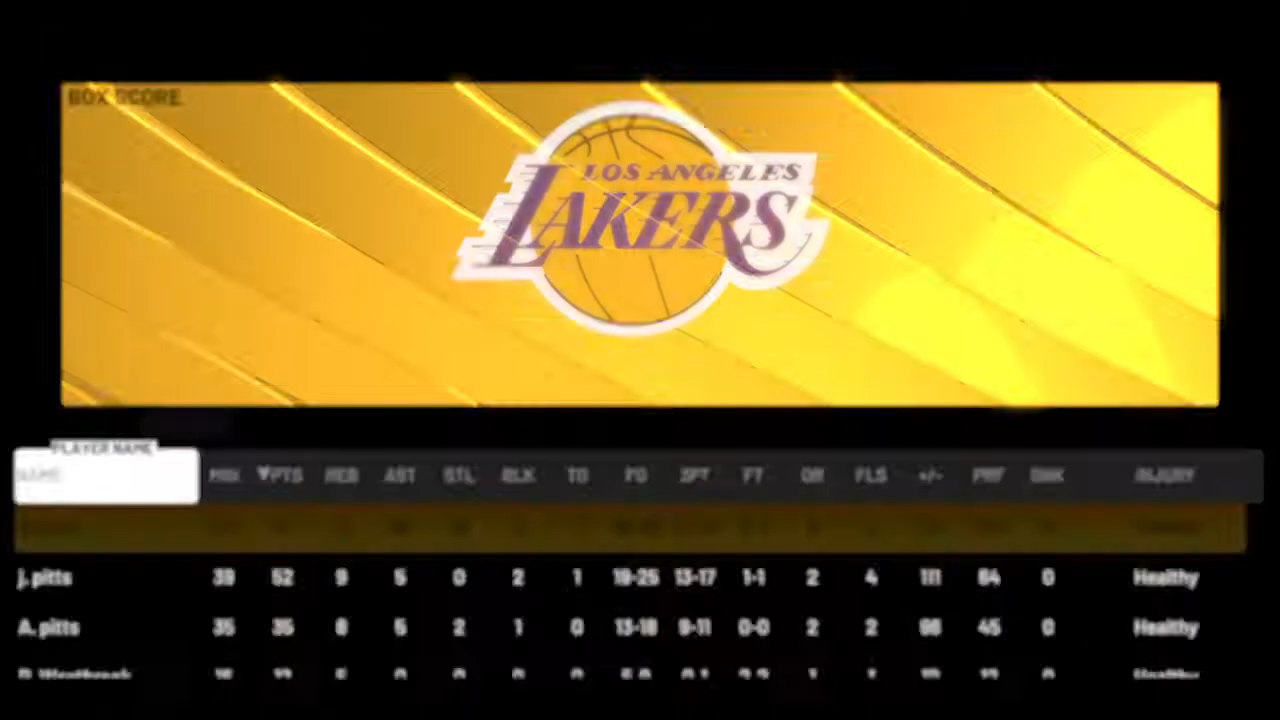 BOX SCORE
LOS ANGELES
LAKERS
PLAYER NAME
NAME MIN ▼PTS REB AST STL BLK TO FG 3PT FT OR FLS +/- PRF DNK INJURY
j. pitts 39 52 9 5 0 2 1 19-25 13-17 1-1 2 4 111 64 0 Healthy
A. pitts 35 35 8 5 2 1 0 13-18 9-11 0-0 2 2 45 0 Healthy